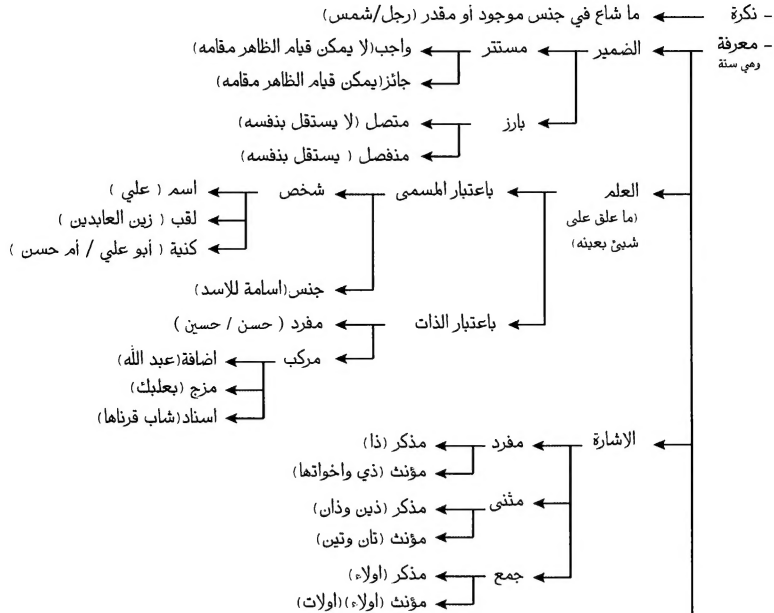 - نكرة ما شاع في جنس موجود أو مقدر (رجل/شمس)
- معرفة الضمير مستتر واجب(لا يمكن قيام الظاهر مقامه)
وهي ستة
جائز(يمكن قيام الظاهر مقامه)
بارز متصل (لا يستقل بنفسه)
منفصل ( يستقل بنفسه)
العلم باعتبار المسمى شخص اسم ( علي )
(ما علق على لقب ( زين العابدين )
شيئ بعينه) كنية ( أبو علي / أم حسن )
جنس(اسامة للاسد)
باعتبار الذات مفرد ( حسن / حسين )
مركب اضافة(عبد الله)
مزج (بعلبك)
اسناد(شاب قرناها)
الاشارة مفرد مذكر (ذا)
مؤنث (ذي واخواتها)
مثنى مذكر (ذين وذان)
مؤنث (تان وتين)
جمع مذكر (اولاء)
مؤنث (اولاء)(اولات)